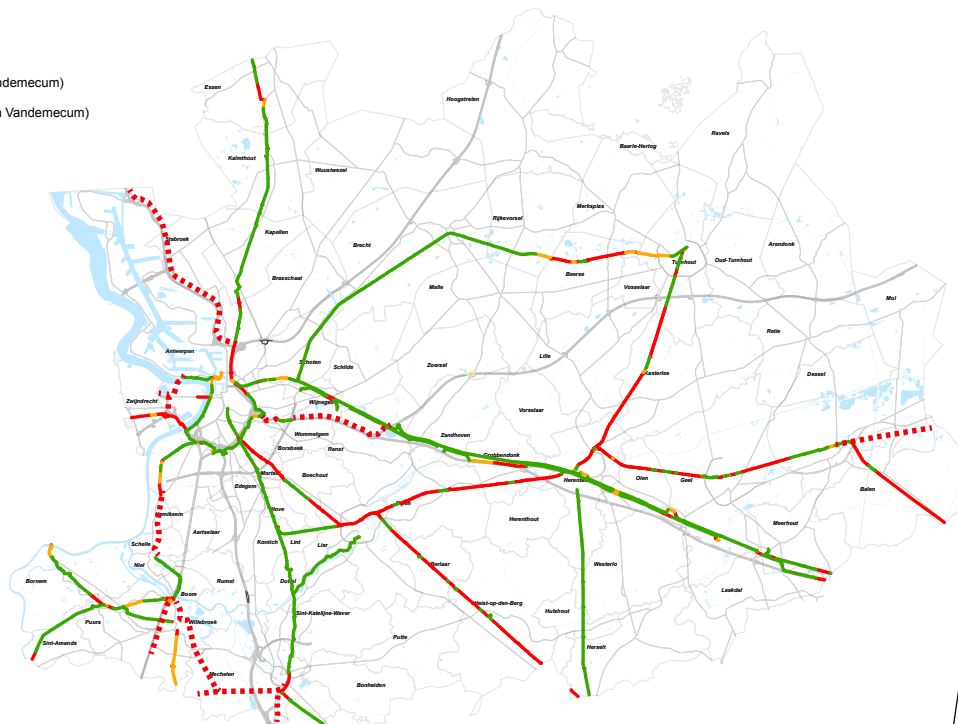 ndemecum)
n Vandemecum)
Essen
Hoogstraten
Kalmthout
Wuustwezel
Baarle-Hertog
Ravels
Merksplas
Rijkevorsel
Stabroek
Kapellen
Brecht
Arendonk
Oud-Turnhout
Turnhout
Brasschaat
Malle
Beerse
Vosselaar
Mol
Retie
Antwerpen
Schoten
Schilde
Zoersel
Lille
Kasterlee
Dessel
Zwijndrecht
Wijnegem
Vorselaar
Wommelgem
Ranst
Zandhoven
Borsbeek
Grobbendonk
Mortsel
Boechout
Herentals
Olen
Geel
Edegem
Balen
Hove
Hemiksem
Herenthout
Aartselaar
Kontich
Lint
Lier
Meerhout
Schelle
Niel
Westerlo
Bornem
Rumst
Duffel
Berlaar
Laakdal
Boom
Heist-op-den-Berg
Hulshout
Puurs
Willebroek
Sint-Katelijne-Waver
Putte
Sint-Amands
Herselt
Mechelen
Bonheiden